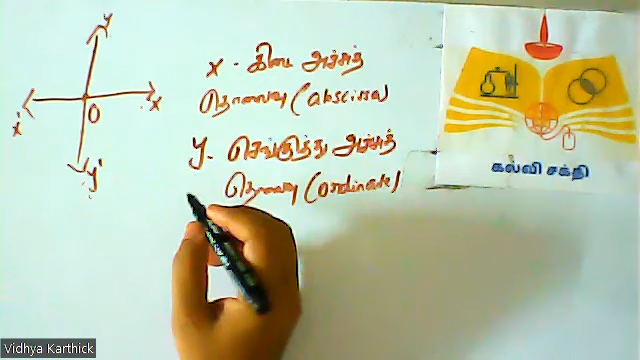 y
x' O x
y'
x - கிடை அச்சுத்
தொலைவு (abscissa)
y - செங்குத்து அச்சுத்
தொலைவு (ordinate)
கல்வி சக்தி
Vidhya Karthick